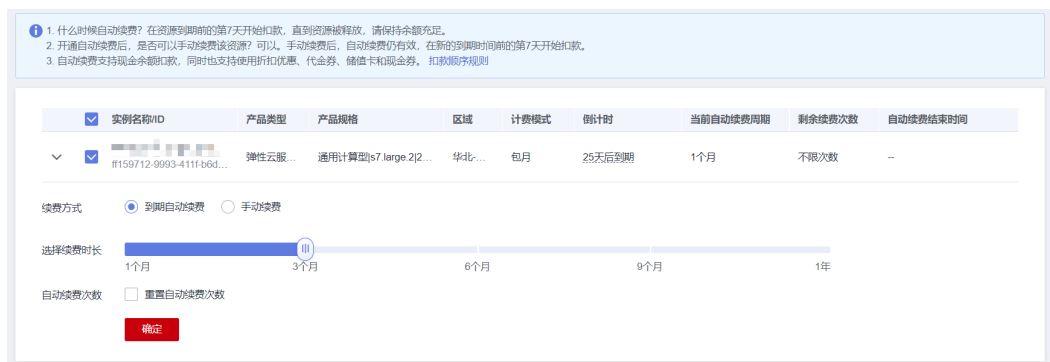 1. 什么时候自动续费？在资源到期前的第7天开始扣款，直到资源被释放，请保持余额充足。
2. 开通自动续费后，是否可以手动续费该资源？可以。手动续费后，自动续费仍有效，在新的到期时间前的第7天开始扣款。
3. 自动续费支持现金余额扣款，同时也支持使用折扣优惠、代金券、储值卡和现金券。 扣款顺序规则
实例名称/ID 产品类型 产品规格 区域 计费模式 倒计时 当前自动续费周期 剩余续费次数 自动续费结束时间
ff159712-9993-411f-b6d... 弹性云服... 通用计算型|s7.large.2|2... 华北-... 包月 25天后到期 1个月 不限次数 --
续费方式 到期自动续费 手动续费
选择续费时长
1个月 3个月 6个月 9个月 1年
自动续费次数 重置自动续费次数
确定